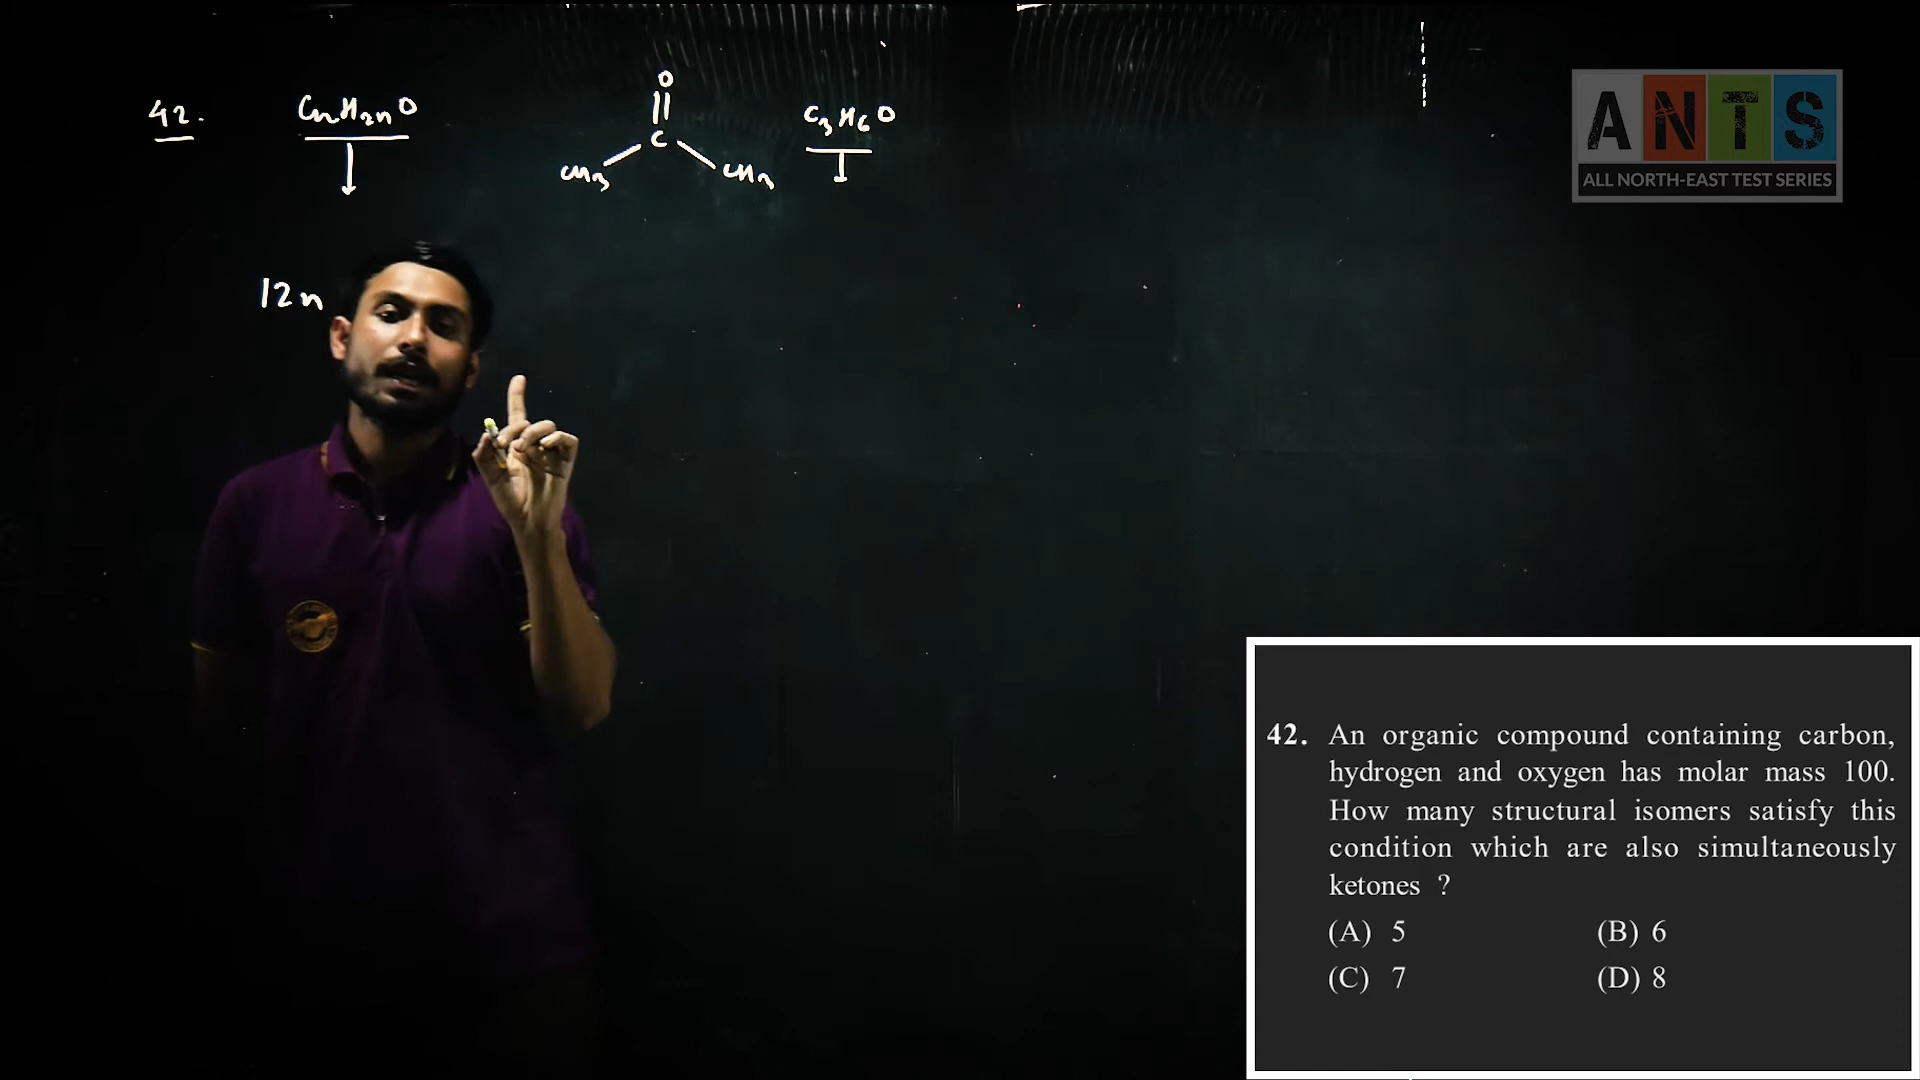 42. CnH2nO
O
C
CH3 CH3
C3H6O
12n
ANTS
ALL NORTH-EAST TEST SERIES
42. An organic compound containing carbon,
hydrogen and oxygen has molar mass 100.
How many structural isomers satisfy this
condition which are also simultaneously
ketones ?
(A) 5 (B) 6
(C) 7 (D) 8